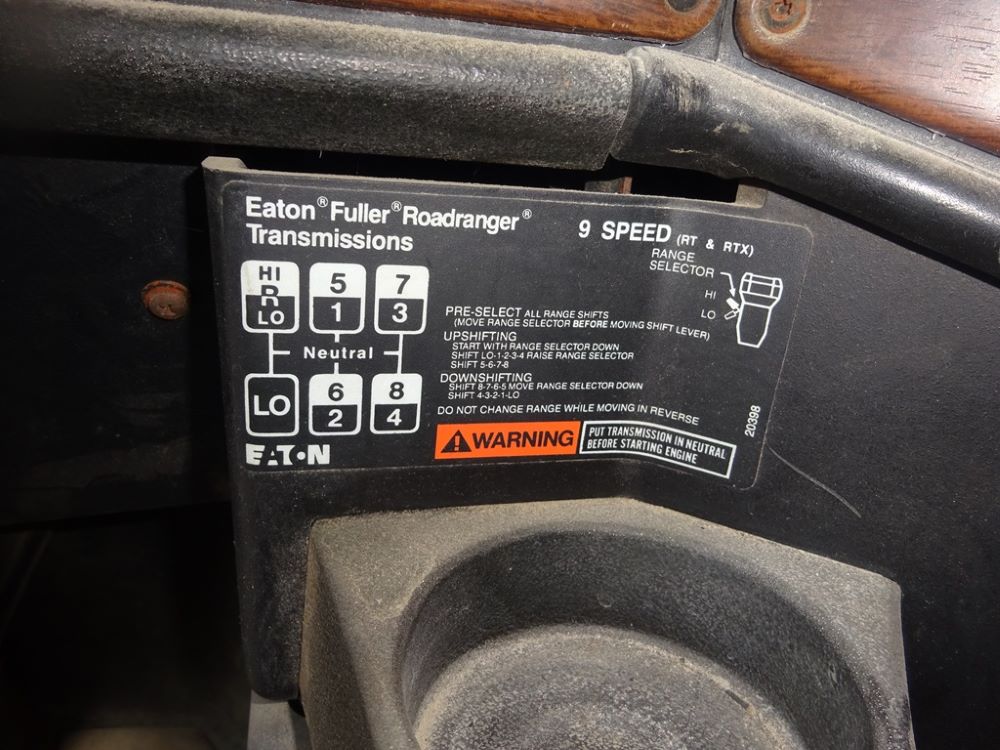 Eaton® Fuller® Roadranger®
Transmissions
9 SPEED (RT & RTX)
RANGE
SELECTOR
HI
LO
HI
R
LO
5
1
7
3
Neutral
LO
6
2
8
4
PRE-SELECT ALL RANGE SHIFTS
(MOVE RANGE SELECTOR BEFORE MOVING SHIFT LEVER)
UPSHIFTING
START WITH RANGE SELECTOR DOWN
SHIFT LO-1-2-3-4 RAISE RANGE SELECTOR
SHIFT 5-6-7-8
DOWNSHIFTING
SHIFT 8-7-6-5 MOVE RANGE SELECTOR DOWN
SHIFT 4-3-2-1-LO
DO NOT CHANGE RANGE WHILE MOVING IN REVERSE
WARNING
PUT TRANSMISSION IN NEUTRAL
BEFORE STARTING ENGINE
20398
EATON